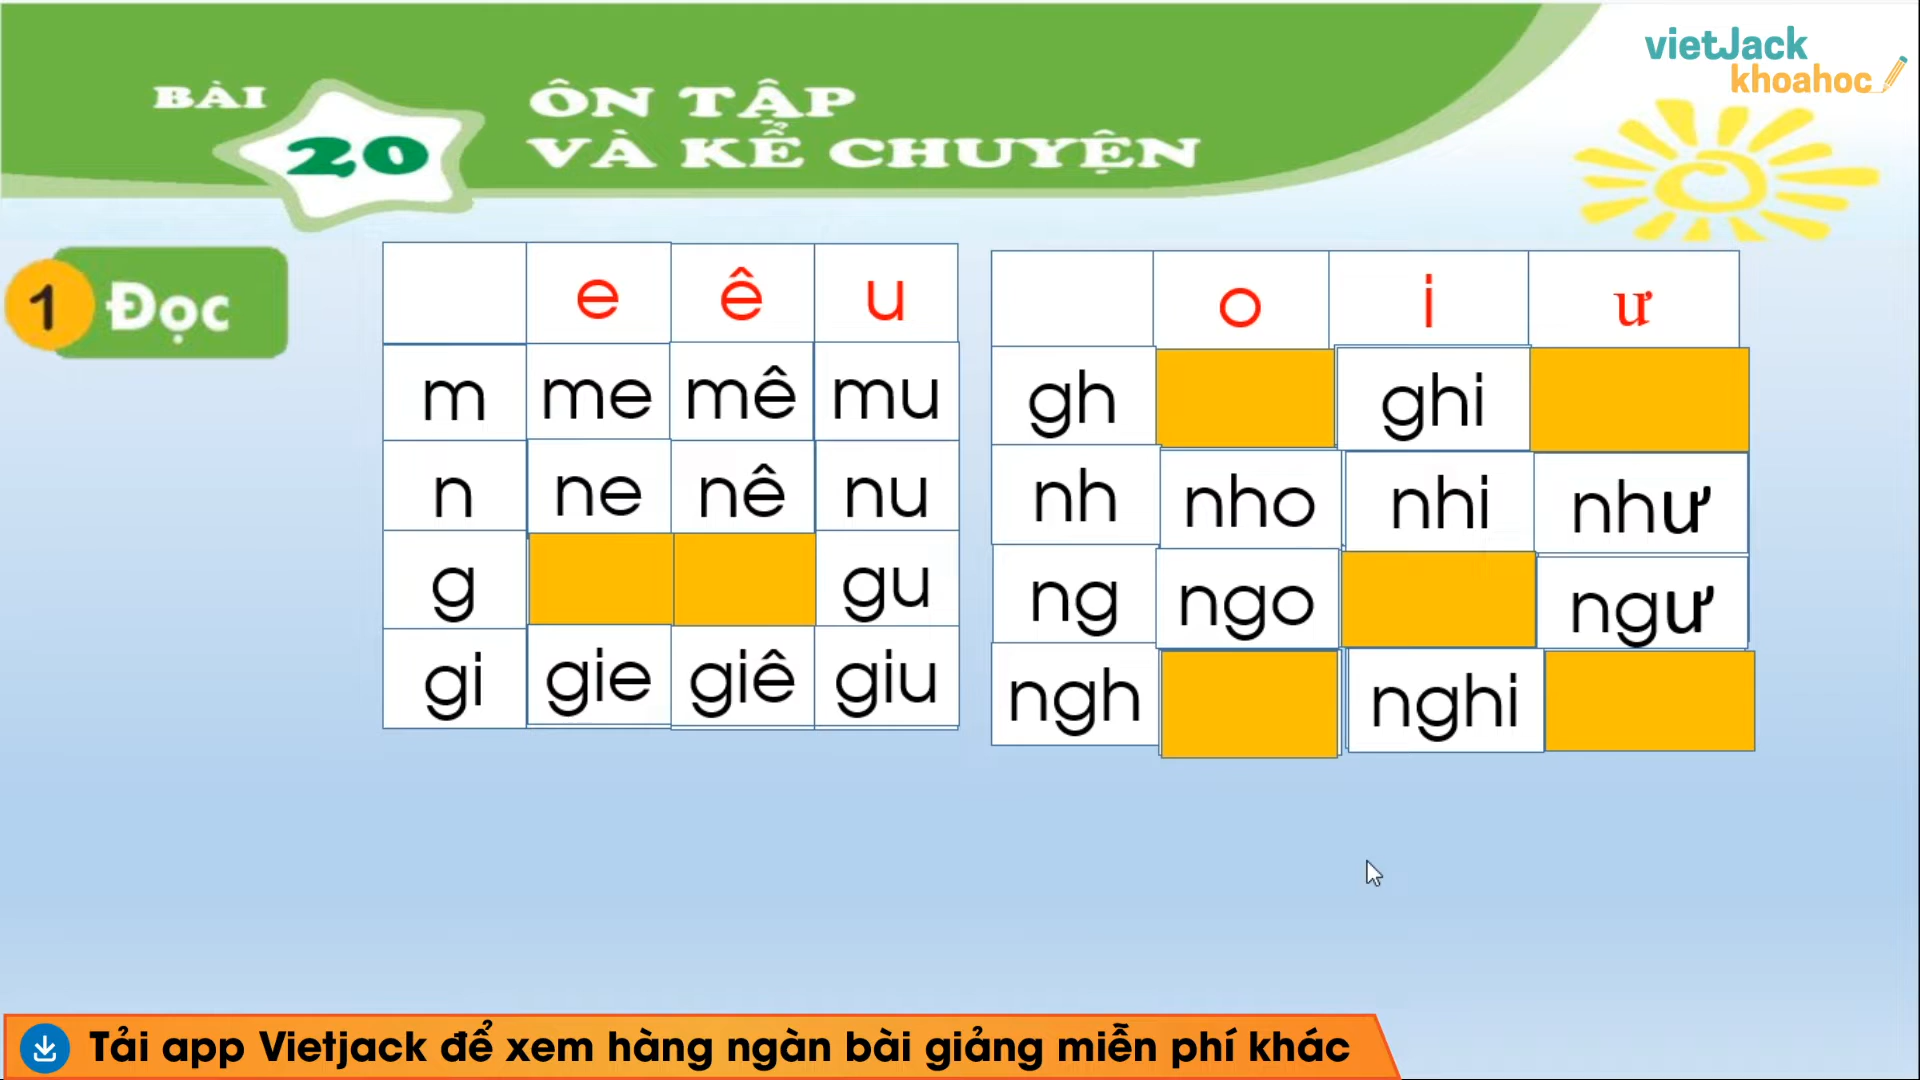 vietJack
khoahoc
BÀI 20
ÔN TẬP
VÀ KỂ CHUYỆN
1 Đọc
e ê u
m me mê mu
n ne nê nu
g gu
gi gie giê giu
o i ư
gh ghi
nh nho nhi như
ng ngo ngư
ngh nghi
Tải app Vietjack để xem hàng ngàn bài giảng miễn phí khác